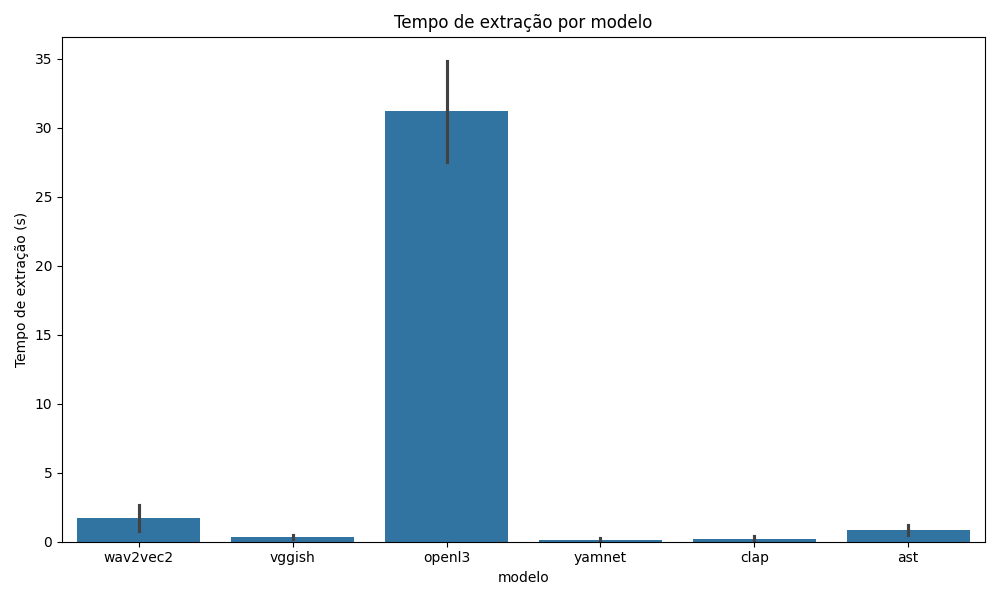 Tempo de extração por modelo
Tempo de extração (s)
35
30
25
20
15
10
5
0
wav2vec2 vggish openl3 yamnet clap ast
modelo